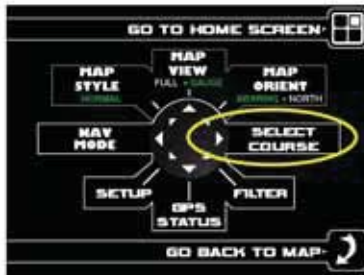 GO TO HOME SCREEN
MAP VIEW
FULL • GAUGE
MAP STYLE
NORMAL
MAP ORIENT
BEARING • NORTH
NAV MODE
SELECT COURSE
SETUP
FILTER
GPS STATUS
GO BACK TO MAP